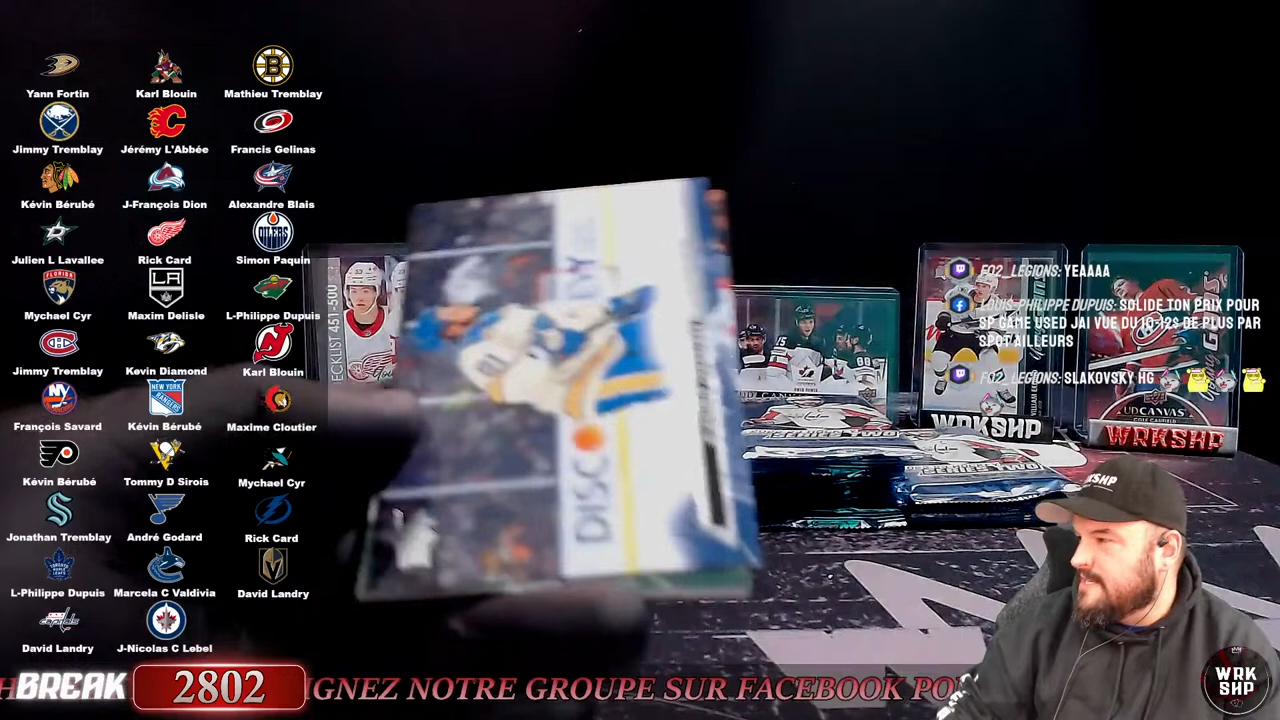 Yann Fortin
Karl Blouin
Mathieu Tremblay
Jimmy Tremblay
Jérémy L'Abbée
Francis Gelinas
Kévin Bérubé
J-François Dion
Alexandre Blais
Julien L Lavallee
Rick Card
Simon Paquin
Mychael Cyr
Maxim Delisle
L-Philippe Dupuis
Jimmy Tremblay
Kevin Diamond
Karl Blouin
François Savard
Kévin Bérubé
Maxime Cloutier
Kévin Bérubé
Tommy D Sirois
Mychael Cyr
Jonathan Tremblay
André Godard
Rick Card
L-Philippe Dupuis
Marcela C Valdivia
David Landry
David Landry
J-Nicolas C Lebel
BREAK 2802
IGNEZ NOTRE GROUPE SUR FACEBOOK PO
FO2_LEGIONS: YEAAAA
LOUIS-PHILIPPE DUPUIS: SOLIDE TON PRIX POUR
SP GAME USED JAI VUE DU 10-12$ DE PLUS PAR
SPOT AILLEURS
FO2_LEGIONS: SLAKOVSKY HG
ECKLIST 451-500
UD CANVAS
WRKSHP
WRKSHP
SERIES TWO
WRK
SHP